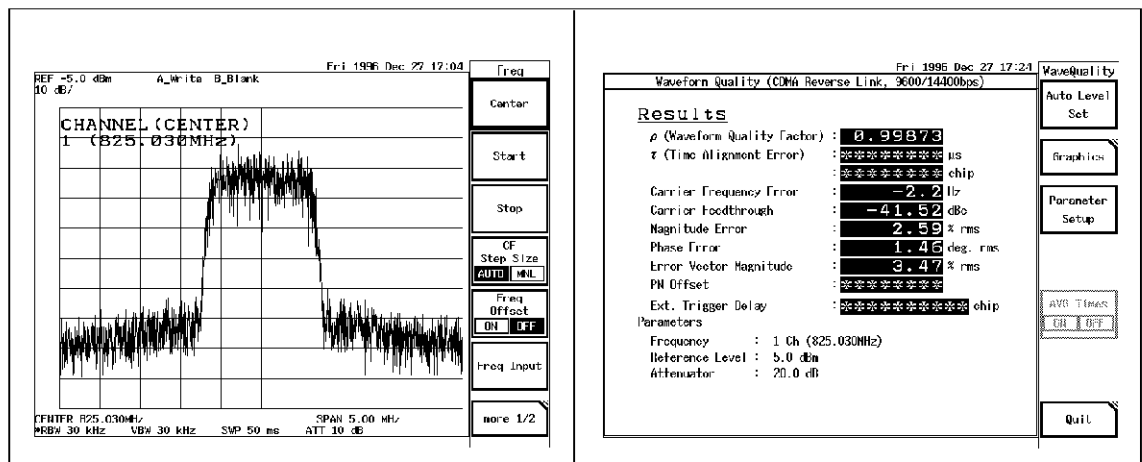 Fri 1996 Dec 27 17:04
REF -5.0 dBm A_Write B_Blank
10 dB/
CHANNEL(CENTER)
1 (825.030MHz)
CENTER 825.030MHz SPAN 5.00 MHz
*RBW 30 kHz VBW 30 kHz SWP 50 ms ATT 10 dB
Freq
Center
Start
Stop
CF
Step Size
AUTO MNL
Freq
Offset
ON OFF
Freq Input
more 1/2
Fri 1996 Dec 27 17:24
Waveform Quality (CDMA Reverse Link, 9600/14400bps)
Results
ρ (Waveform Quality Factor) : 0.99873
τ (Time Alignment Error) : ********* μs
: ********* chip
Carrier Frequency Error : -2.2 Hz
Carrier Feedthrough : -41.52 dBc
Magnitude Error : 2.59 % rms
Phase Error : 1.46 deg. rms
Error Vector Magnitude : 3.47 % rms
PN Offset : *********
Ext. Trigger Delay : *********** chip
Parameters
Frequency : 1 Ch (825.030MHz)
Reference Level : 5.0 dBm
Attenuator : 20.0 dB
WaveQuality
Auto Level
Set
Graphics
Parameter
Setup
AVG Times
ON OFF
Quit